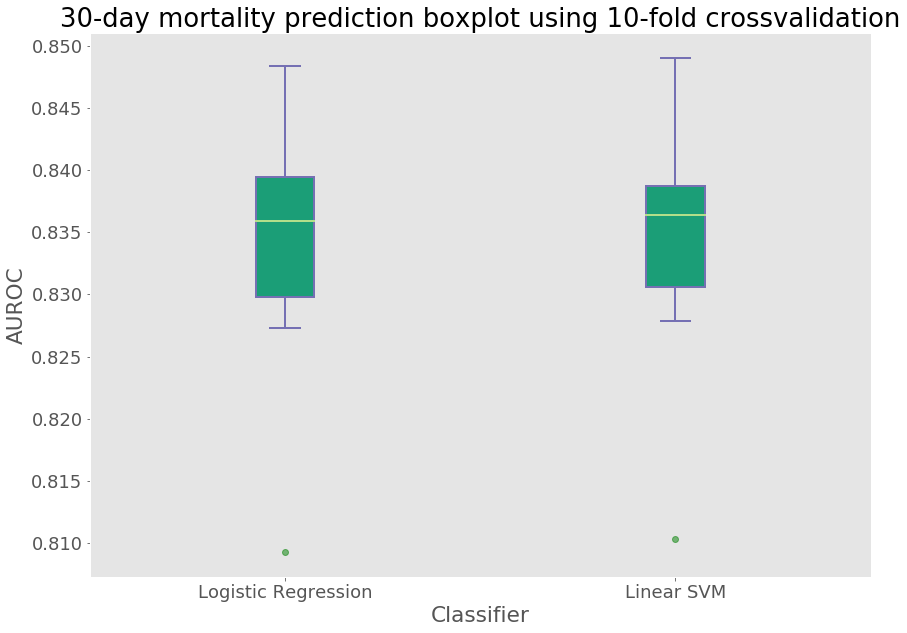 30-day mortality prediction boxplot using 10-fold crossvalidation
0.850
0.845
0.840
0.835
0.830
0.825
0.820
0.815
0.810
AUROC
Logistic Regression
Linear SVM
Classifier